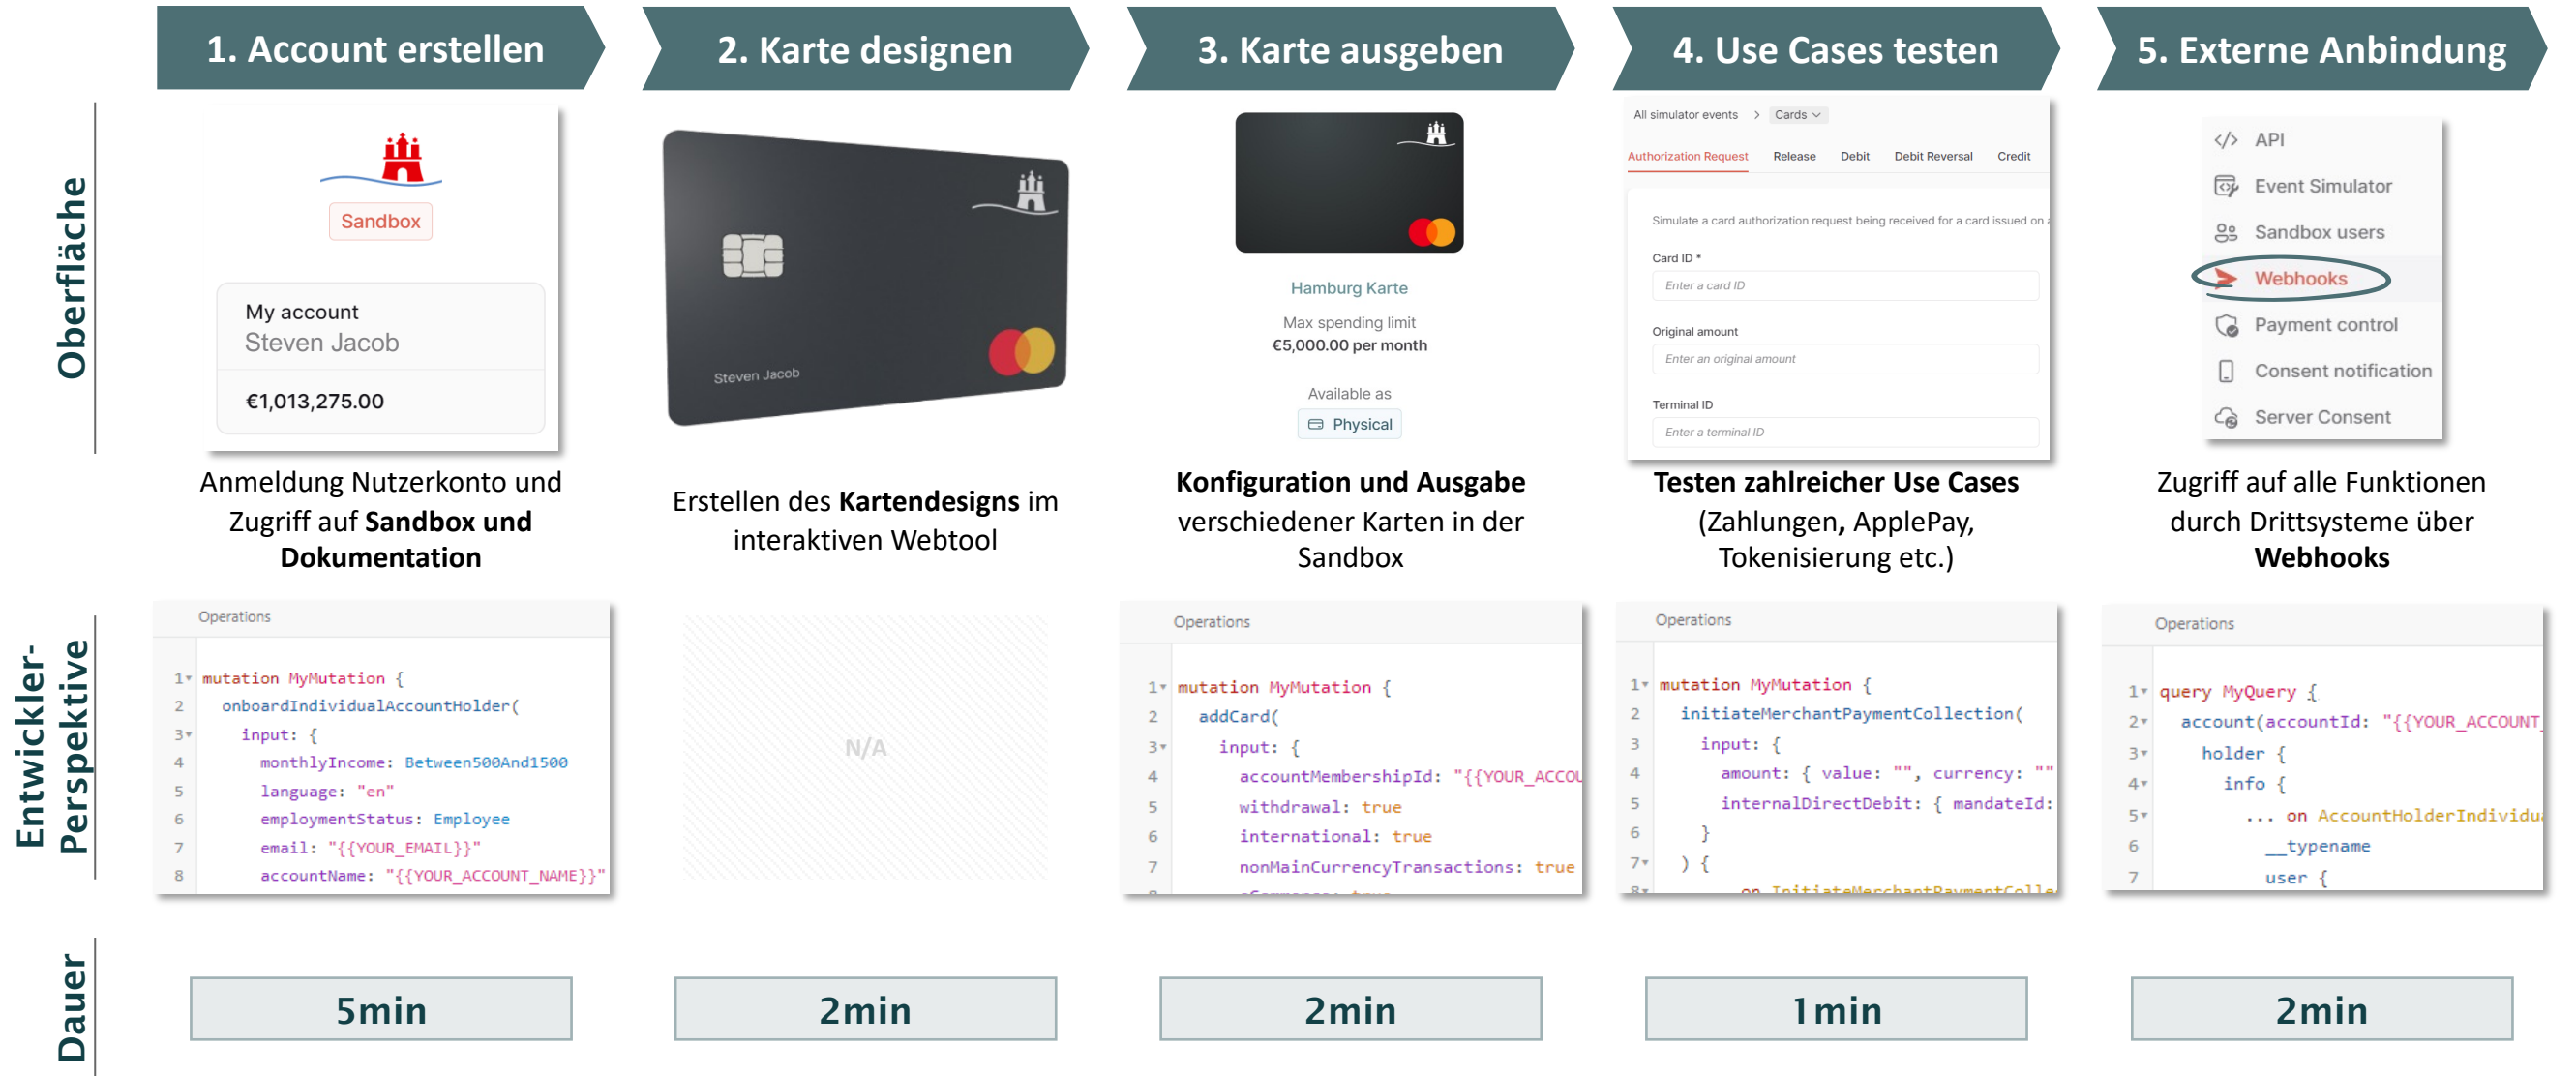 1. Account erstellen
2. Karte designen
3. Karte ausgeben
4. Use Cases testen
5. Externe Anbindung
Oberfläche
Sandbox
My account
Steven Jacob
€1,013,275.00
Steven Jacob
Hamburg Karte
Max spending limit
€5,000.00 per month
Available as
Physical
All simulator events > Cards
Authorization Request Release Debit Debit Reversal Credit
Simulate a card authorization request being received for a card issued on
Card ID *
Enter a card ID
Original amount
Enter an original amount
Terminal ID
Enter a terminal ID
</> API
Event Simulator
Sandbox users
Webhooks
Payment control
Consent notification
Server Consent
Anmeldung Nutzerkonto und
Zugriff auf Sandbox und
Dokumentation
Erstellen des Kartendesigns im
interaktiven Webtool
Konfiguration und Ausgabe
verschiedener Karten in der
Sandbox
Testen zahlreicher Use Cases
(Zahlungen, ApplePay,
Tokenisierung etc.)
Zugriff auf alle Funktionen
durch Drittsysteme über
Webhooks
Entwickler-
Perspektive
Operations
1 mutation MyMutation {
2 onboardIndividualAccountHolder(
3 input: {
4 monthlyIncome: Between500And1500
5 language: "en"
6 employmentStatus: Employee
7 email: "{{YOUR_EMAIL}}"
8 accountName: "{{YOUR_ACCOUNT_NAME}}"
N/A
Operations
1 mutation MyMutation {
2 addCard(
3 input: {
4 accountMembershipId: "{{YOUR_ACCOU
5 withdrawal: true
6 international: true
7 nonMainCurrencyTransactions: true
Operations
1 mutation MyMutation {
2 initiateMerchantPaymentCollection(
3 input: {
4 amount: { value: "", currency: ""
5 internalDirectDebit: { mandateId:
6 }
7 ) {
8 on InitiateMerchantPaymentColle
Operations
1 query MyQuery {
2 account(accountId: "{{YOUR_ACCOUNT_
3 holder {
4 info {
5 ... on AccountHolderIndividu
6 __typename
7 user {
Dauer
5min
2min
2min
1min
2min